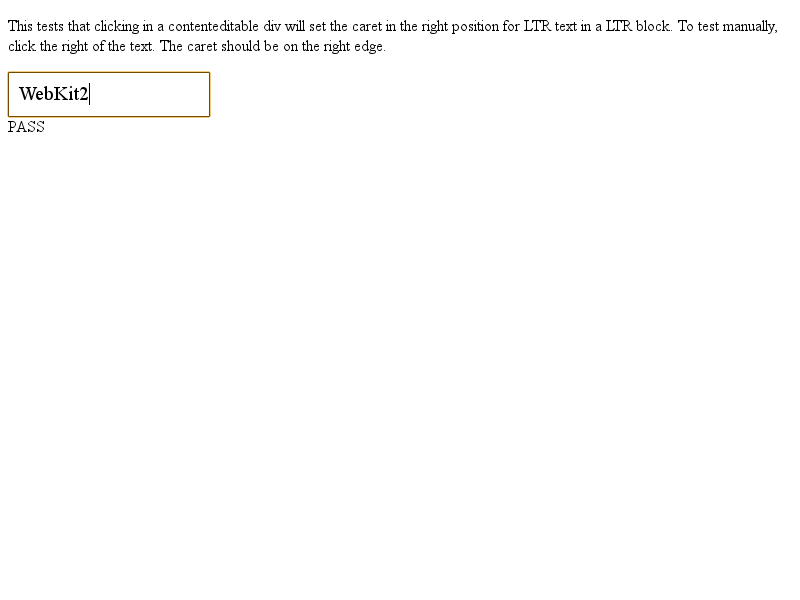 This tests that clicking in a contenteditable div will set the caret in the right position for LTR text in a LTR block. To test manually,
click the right of the text. The caret should be on the right edge.
WebKit2
PASS